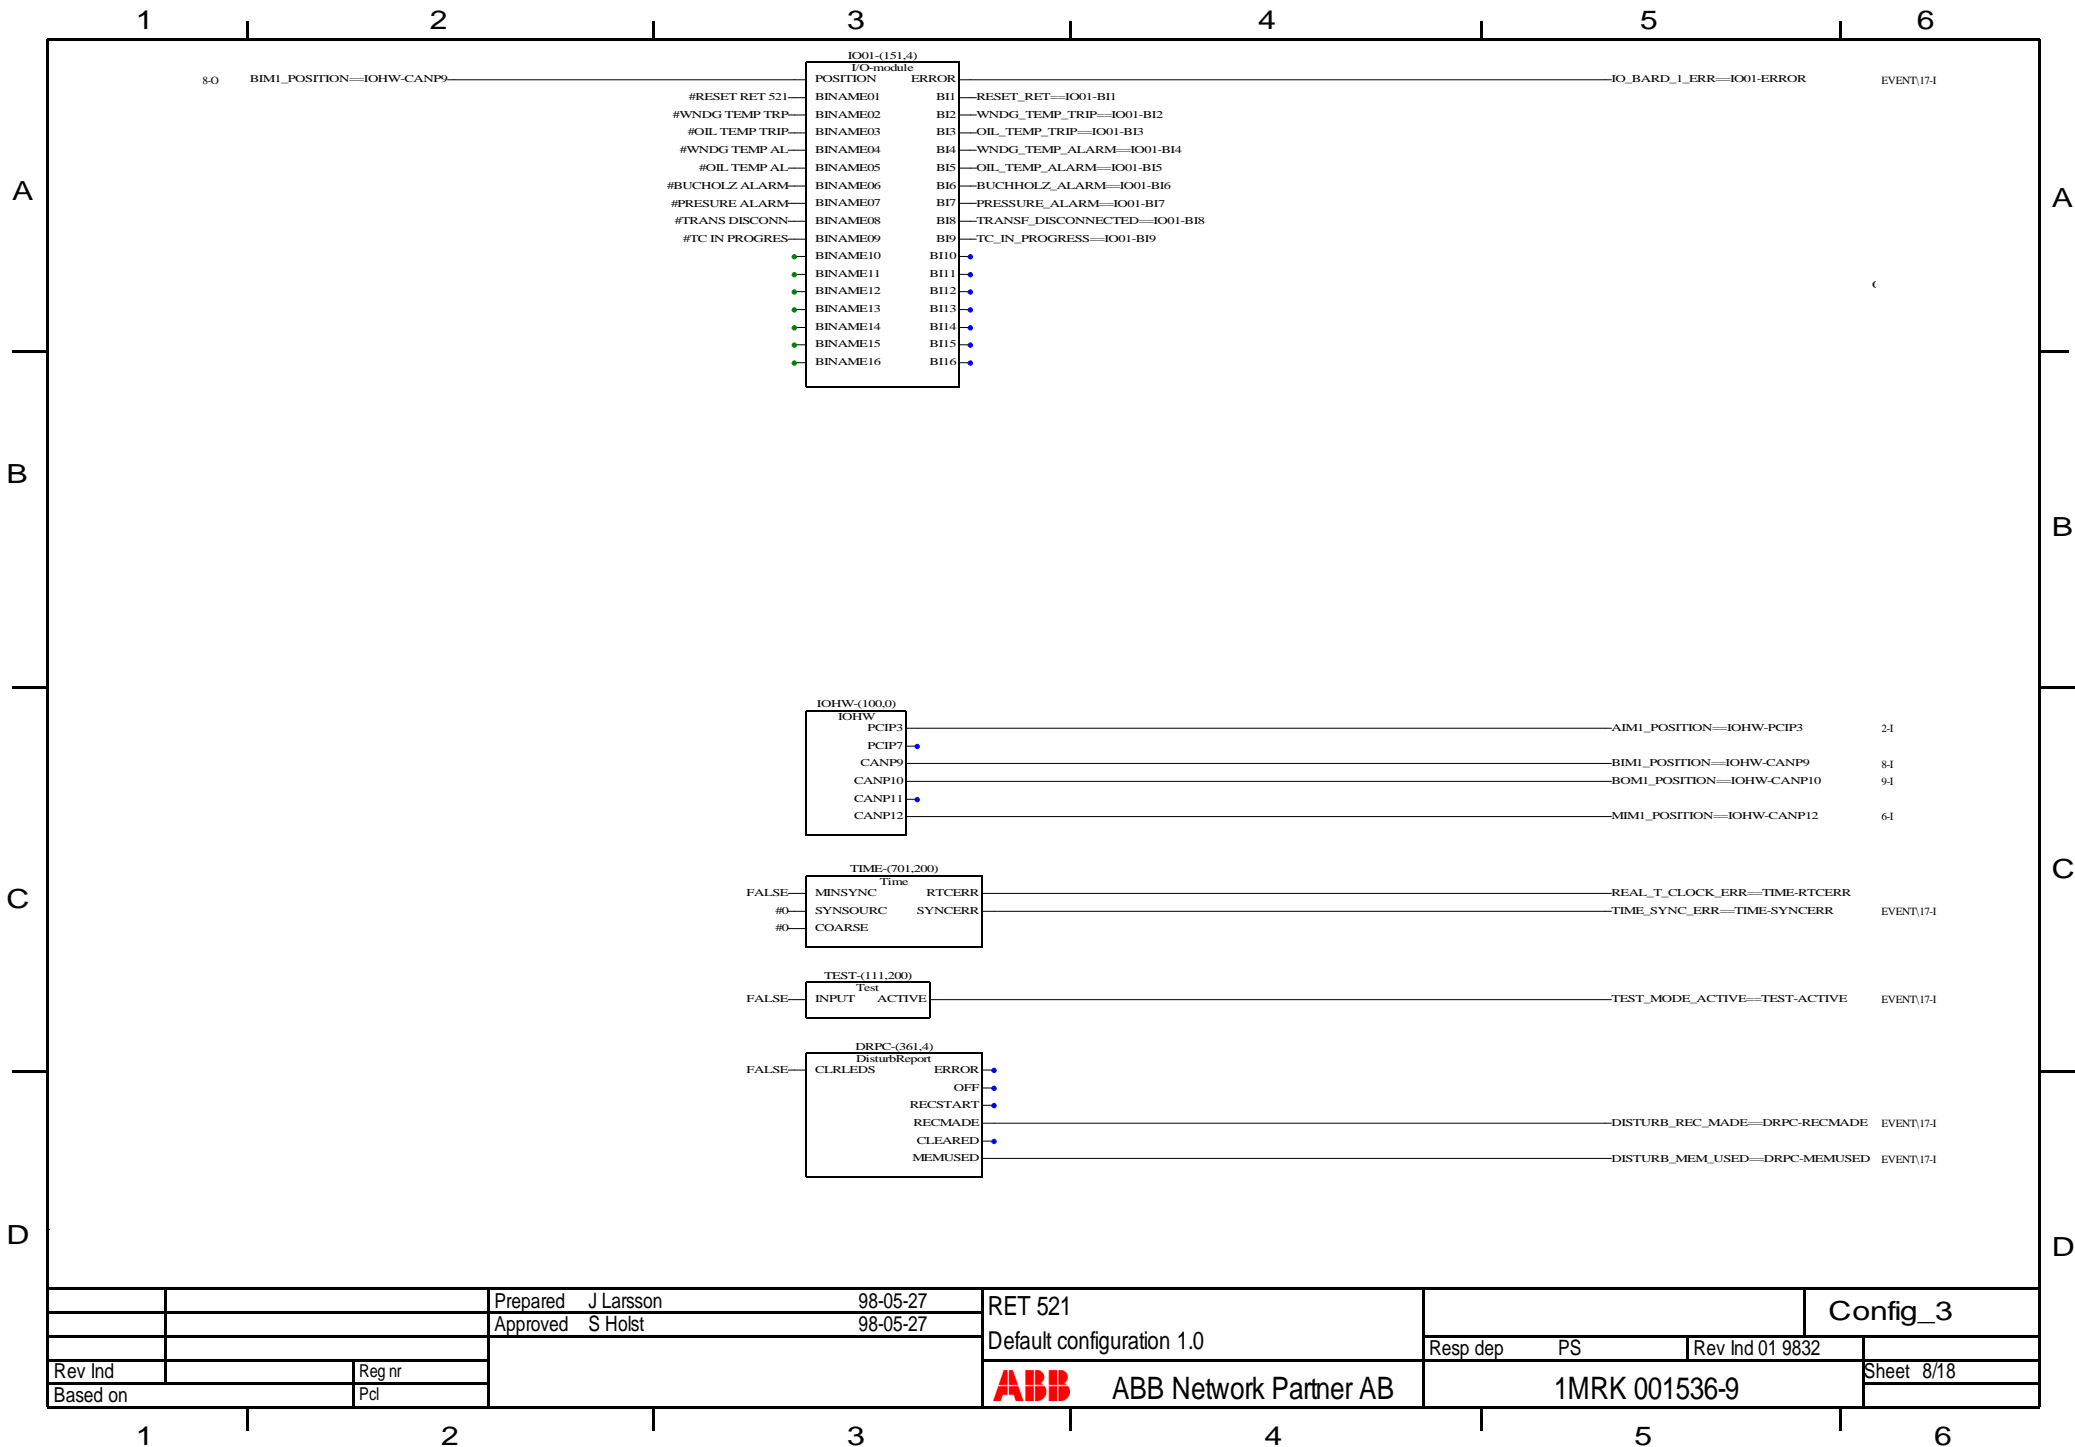 1 2 3 4 5 6
IO01-(151,4)
I/O-module
8-O BIM1_POSITION==IOHW-CANP9 POSITION ERROR IO_BARD_1_ERR==IO01-ERROR EVENT\17-I
#RESET RET 521 BINAME01 BI1 RESET_RET==IO01-BI1
#WNDG TEMP TRP BINAME02 BI2 WNDG_TEMP_TRIP==IO01-BI2
#OIL TEMP TRIP BINAME03 BI3 OIL_TEMP_TRIP==IO01-BI3
#WNDG TEMP AL BINAME04 BI4 WNDG_TEMP_ALARM==IO01-BI4
#OIL TEMP AL BINAME05 BI5 OIL_TEMP_ALARM==IO01-BI5
#BUCHOLZ ALARM BINAME06 BI6 BUCHHOLZ_ALARM==IO01-BI6
A A
#PRESURE ALARM BINAME07 BI7 PRESSURE_ALARM==IO01-BI7
#TRANS DISCONN BINAME08 BI8 TRANSF_DISCONNECTED==IO01-BI8
#TC IN PROGRES BINAME09 BI9 TC_IN_PROGRESS==IO01-BI9
BINAME10 BI10
BINAME11 BI11
BINAME12 BI12
BINAME13 BI13
BINAME14 BI14
BINAME15 BI15
BINAME16 BI16
B B
IOHW-(100,0)
IOHW
PCIP3 AIM1_POSITION==IOHW-PCIP3 2-I
PCIP7
CANP9 BIM1_POSITION==IOHW-CANP9 8-I
CANP10 BOM1_POSITION==IOHW-CANP10 9-I
CANP11
CANP12 MIM1_POSITION==IOHW-CANP12 6-I
C C
TIME-(701,200)
Time
FALSE MINSYNC RTCERR REAL_T_CLOCK_ERR==TIME-RTCERR
#0 SYNSOURC SYNCERR TIME_SYNC_ERR==TIME-SYNCERR EVENT\17-I
#0 COARSE
TEST-(111,200)
Test
FALSE INPUT ACTIVE TEST_MODE_ACTIVE==TEST-ACTIVE EVENT\17-I
DRPC-(361,4)
DisturbReport
FALSE CLRLEDS ERROR
OFF
RECSTART
RECMADE DISTURB_REC_MADE==DRPC-RECMADE EVENT\17-I
CLEARED
MEMUSED DISTURB_MEM_USED==DRPC-MEMUSED EVENT\17-I
D D
Prepared J Larsson 98-05-27
Approved S Holst 98-05-27
RET 521
Default configuration 1.0
Config_3
Resp dep PS Rev Ind 01 9832
Rev Ind Reg nr
Based on Pcl
ABB ABB Network Partner AB
1MRK 001536-9
Sheet 8/18
1 2 3 4 5 6